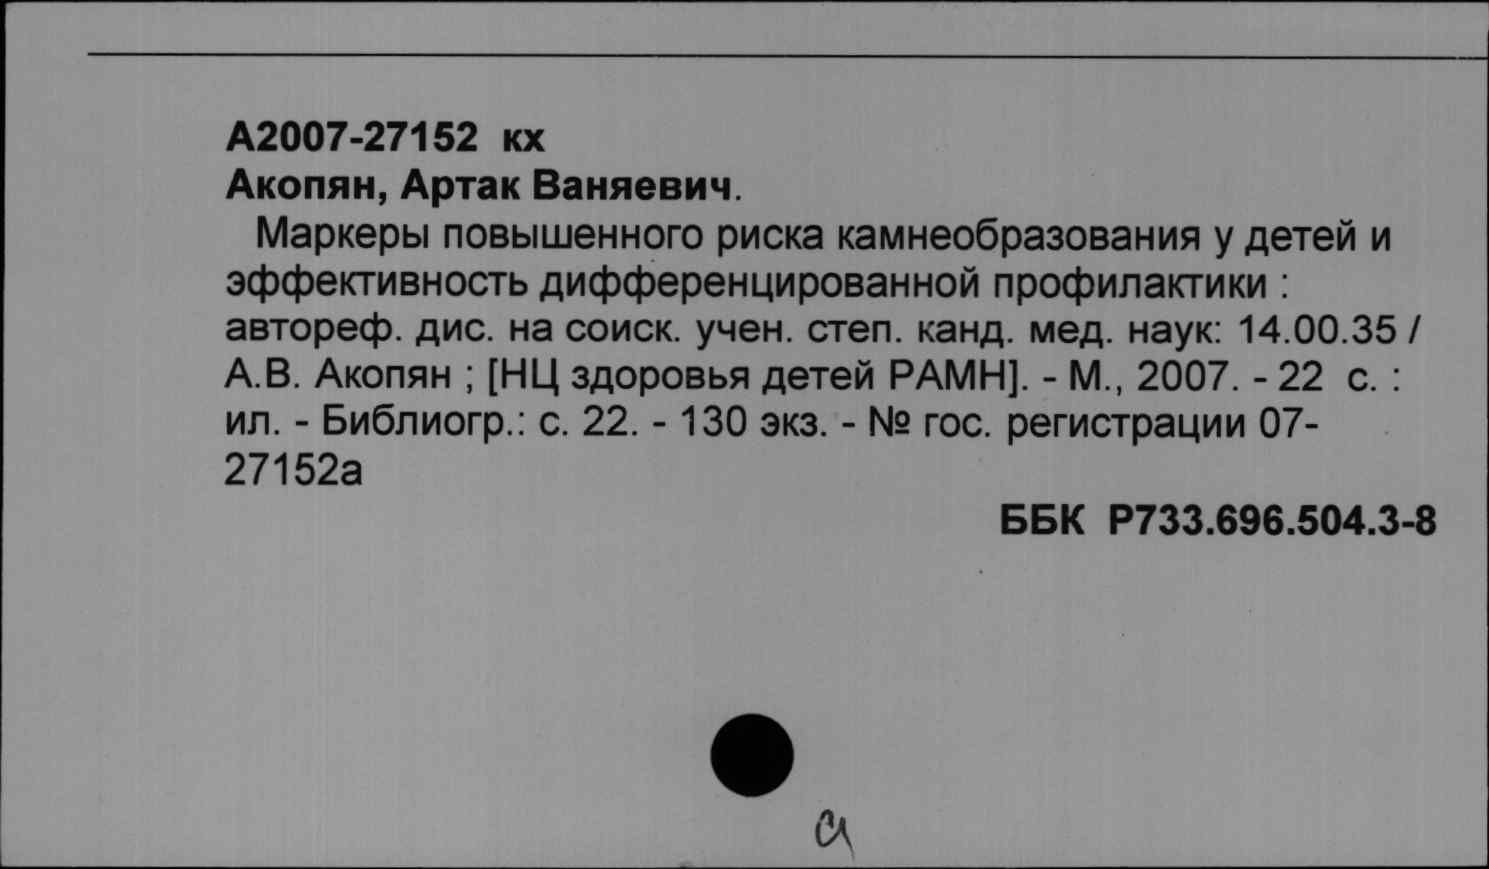 А2007-27152 кх
Акопян, Артак Ваняевич.
Маркеры повышенного риска камнеобразования у детей и
эффективность дифференцированной профилактики :
автореф. дис. на соиск. учен. степ. канд. мед. наук: 14.00.35 /
А.В. Акопян ; [НЦ здоровья детей РАМН]. - М., 2007. - 22 с. :
ил. - Библиогр.: с. 22. - 130 экз. - № гос. регистрации 07-
27152а
ББК Р733.696.504.3-8